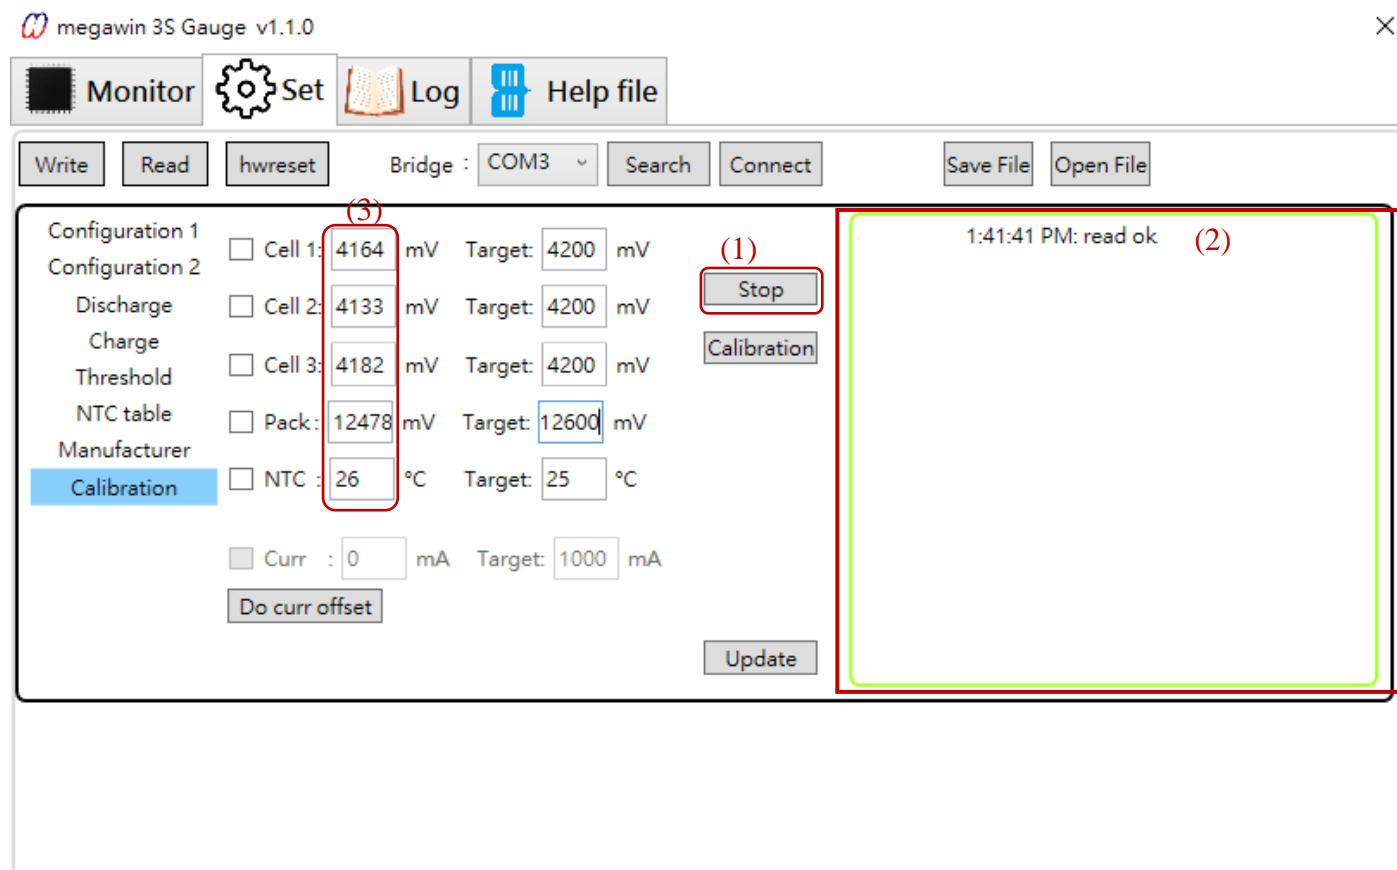 megawin 3S Gauge v1.1.0
Monitor Set Log Help file
Write Read hwreset Bridge : COM3 Search Connect Save File Open File
Configuration 1
Configuration 2
Discharge
Charge
Threshold
NTC table
Manufacturer
Calibration
(3)
Cell 1: 4164 mV Target: 4200 mV
Cell 2: 4133 mV Target: 4200 mV
Cell 3: 4182 mV Target: 4200 mV
Pack : 12478 mV Target: 12600 mV
NTC : 26 °C Target: 25 °C
Curr : 0 mA Target: 1000 mA
Do curr offset
(1)
Stop
Calibration
Update
1:41:41 PM: read ok (2)